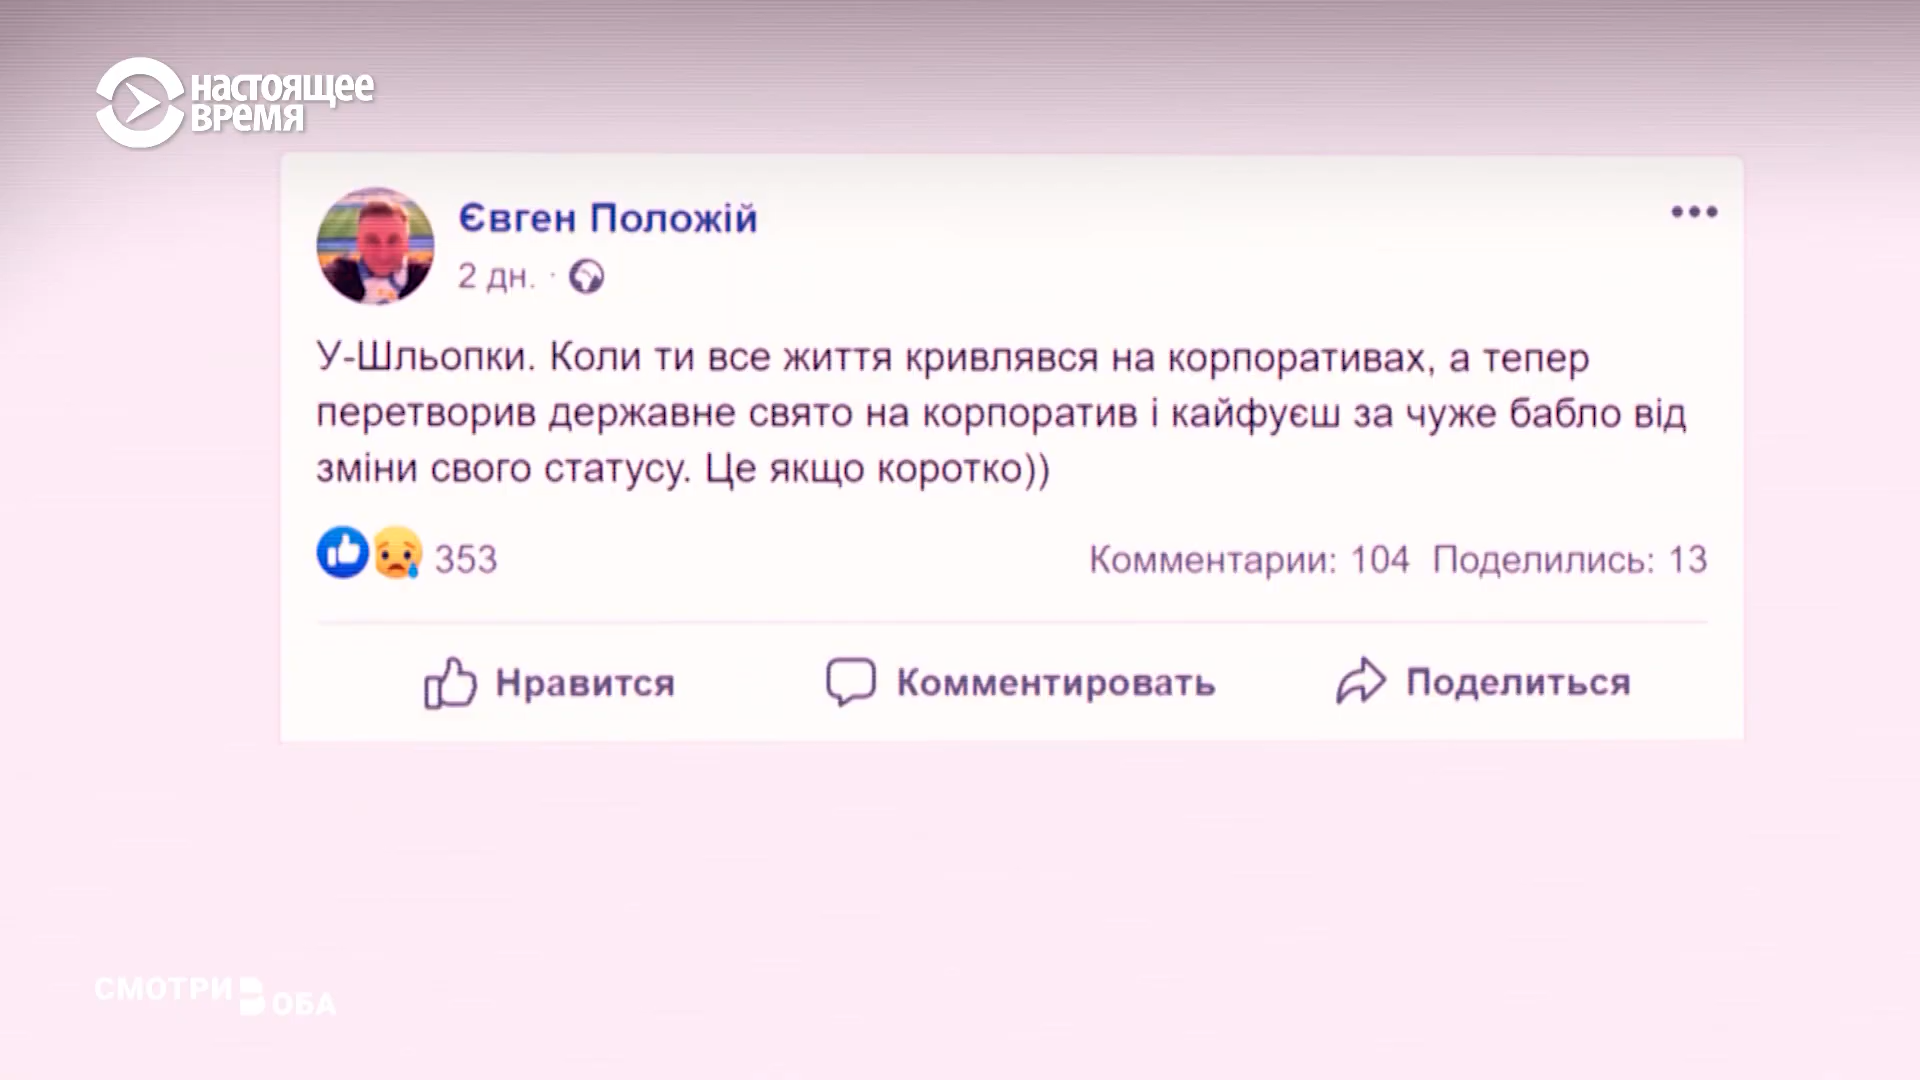 НАСТОЯЩЕЕ
ВРЕМЯ
Євген Положій
2 дн. ·
У-Шльопки. Коли ти все життя кривлявся на корпоративах, а тепер
перетворив державне свято на корпоратив і кайфуєш за чуже бабло від
зміни свого статусу. Це якщо коротко))
353
Комментарии: 104 Поделились: 13
Нравится
Комментировать
Поделиться
СМОТРИ В ОБА